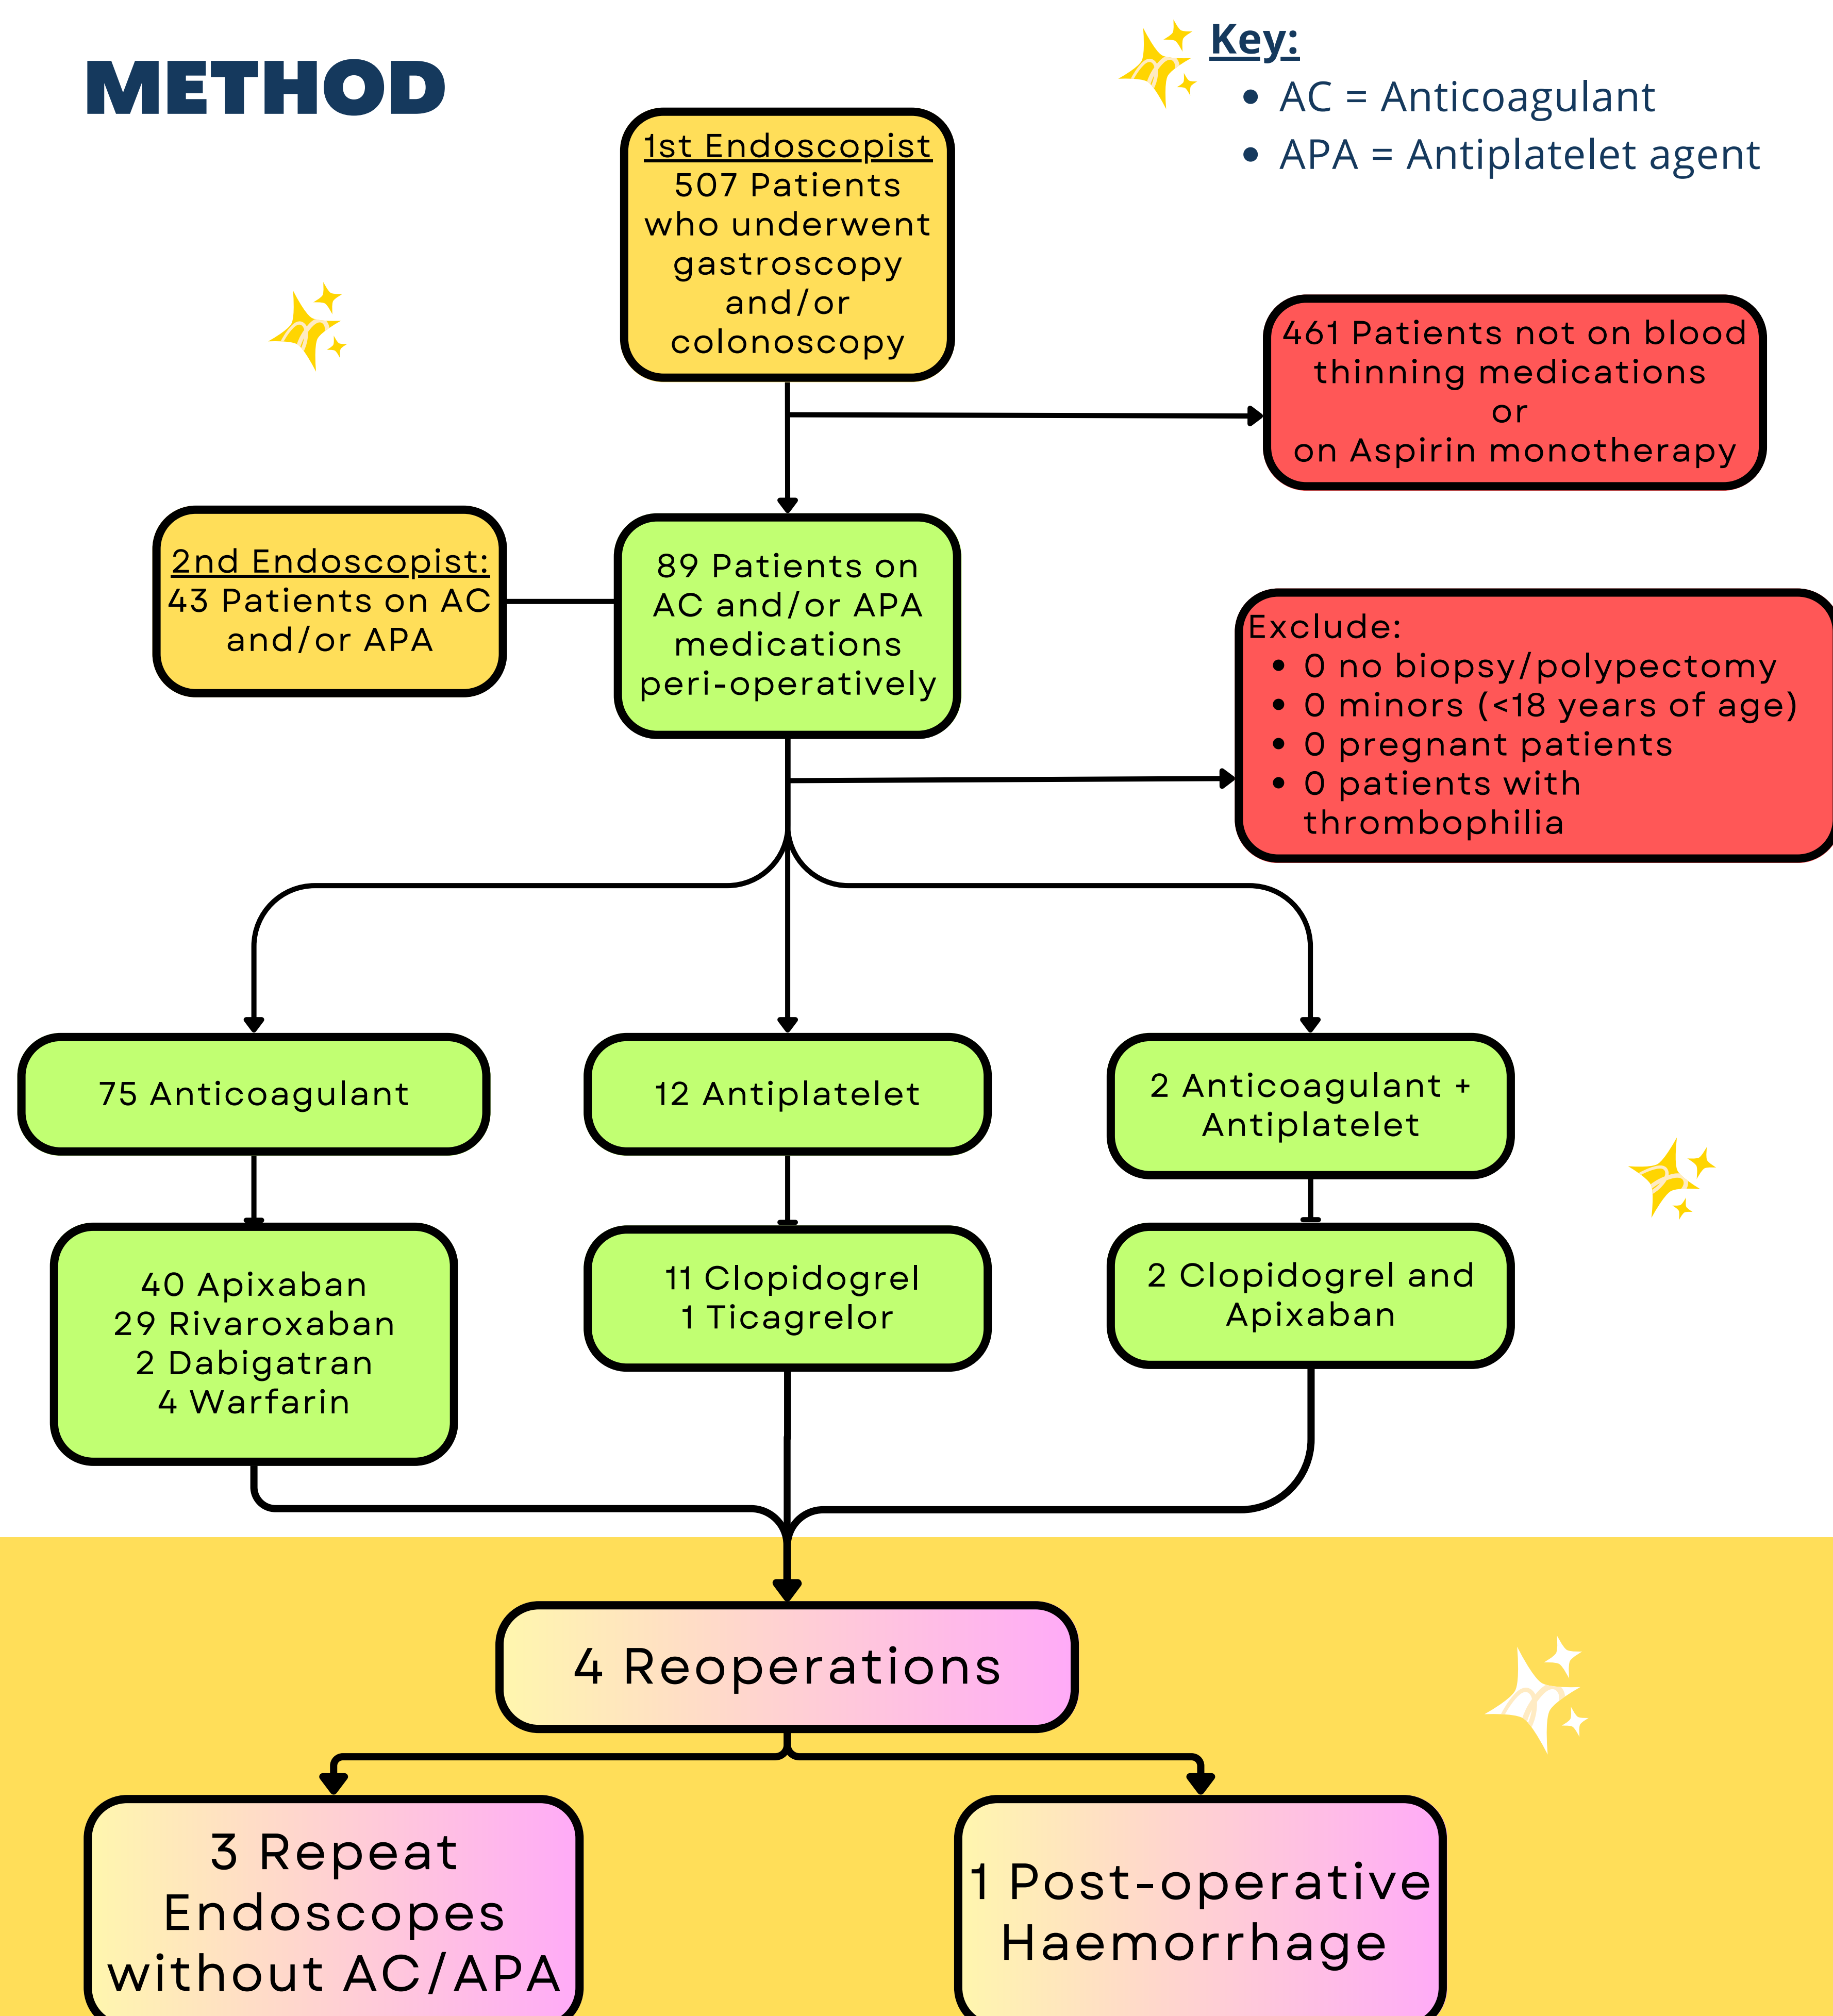 METHOD
Key:
• AC = Anticoagulant
• APA = Antiplatelet agent
1st Endoscopist
507 Patients
who underwent
gastroscopy
and/or
colonoscopy
461 Patients not on blood
thinning medications
or
on Aspirin monotherapy
2nd Endoscopist:
43 Patients on AC
and/or APA
89 Patients on
AC and/or APA
medications
peri-operatively
Exclude:
• 0 no biopsy/polypectomy
• 0 minors (<18 years of age)
• 0 pregnant patients
• 0 patients with
thrombophilia
75 Anticoagulant
12 Antiplatelet
2 Anticoagulant +
Antiplatelet
40 Apixaban
29 Rivaroxaban
2 Dabigatran
4 Warfarin
11 Clopidogrel
1 Ticagrelor
2 Clopidogrel and
Apixaban
4 Reoperations
3 Repeat
Endoscopes
without AC/APA
1 Post-operative
Haemorrhage